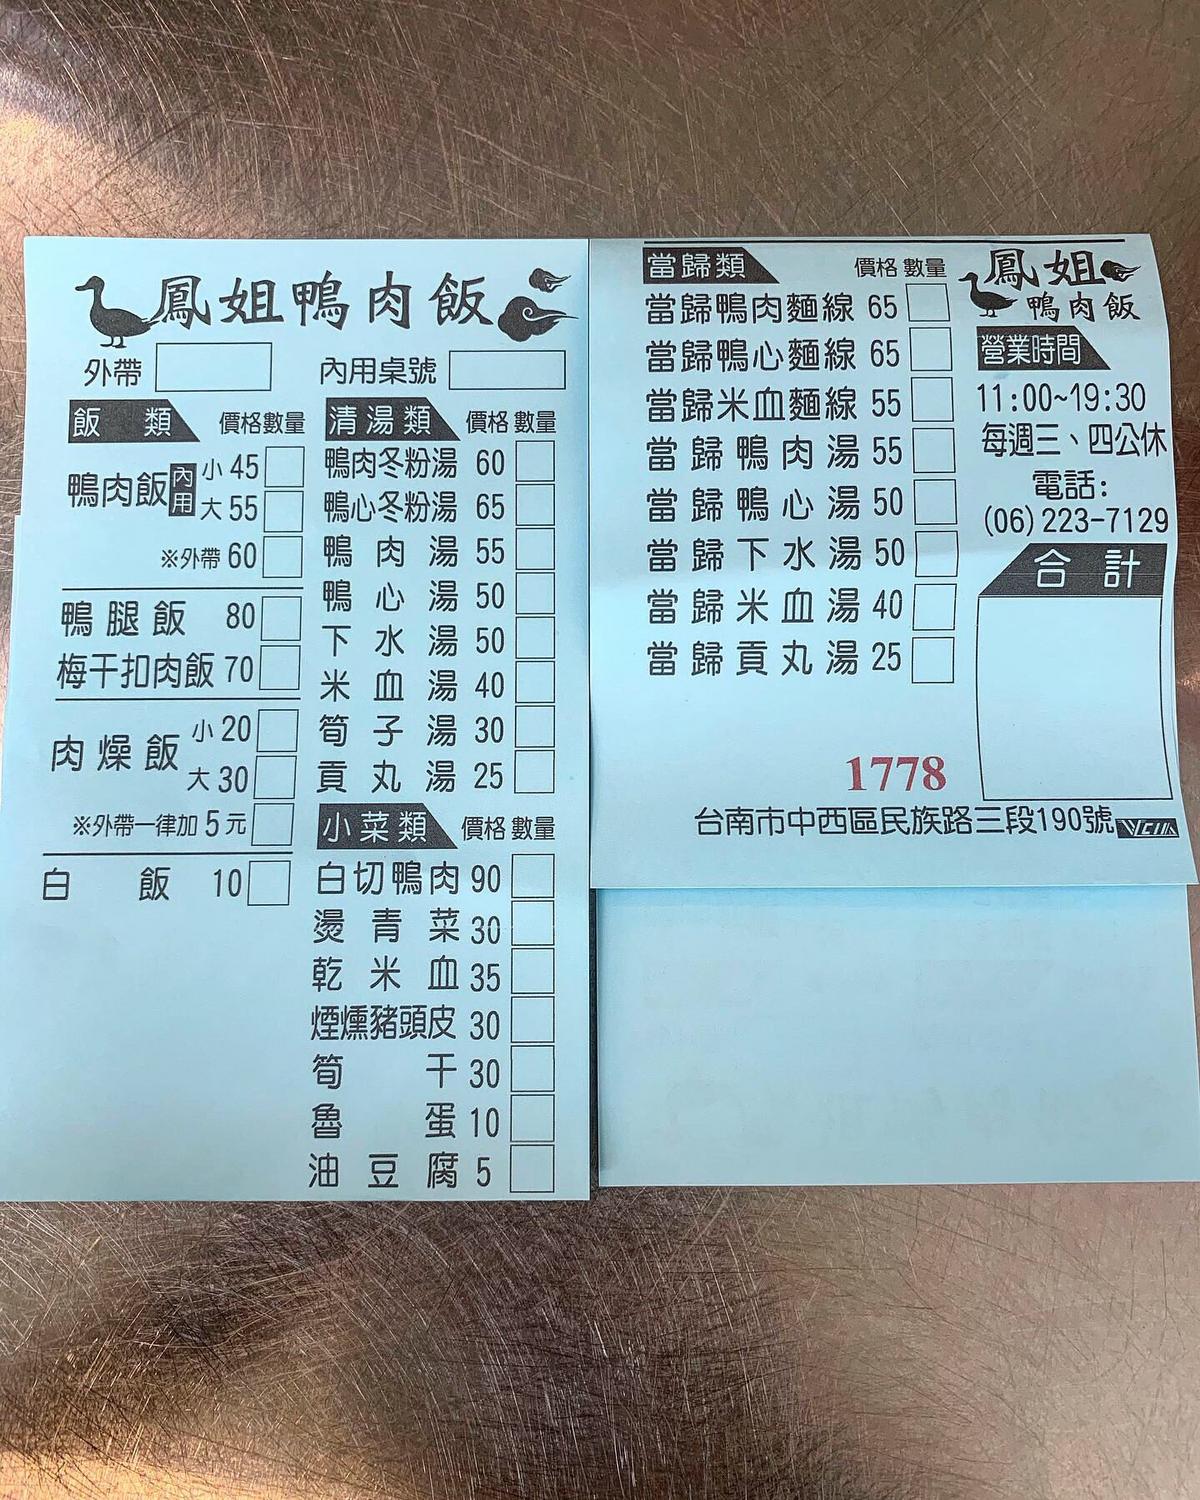 鳳姐鴨肉飯
外帶
內用桌號
飯類 價格 數量
鴨肉飯 內用 小 45
大 55
※外帶 60
鴨腿飯 80
梅干扣肉飯 70
肉燥飯 小 20
大 30
※外帶一律加 5 元
白飯 10
清湯類 價格 數量
鴨肉冬粉湯 60
鴨心冬粉湯 65
鴨肉湯 55
鴨心湯 50
下水湯 50
米血湯 40
筍子湯 30
貢丸湯 25
小菜類 價格 數量
白切鴨肉 90
燙青菜 30
乾米血 35
煙燻豬頭皮 30
筍干 30
魯蛋 10
油豆腐 5
當歸類 價格 數量
當歸鴨肉麵線 65
當歸鴨心麵線 65
當歸米血麵線 55
當歸鴨肉湯 55
當歸鴨心湯 50
當歸下水湯 50
當歸米血湯 40
當歸貢丸湯 25
鳳姐
鴨肉飯
營業時間
11:00~19:30
每週三、四公休
電話:
(06)223-7129
合計
1778
台南市中西區民族路三段190號